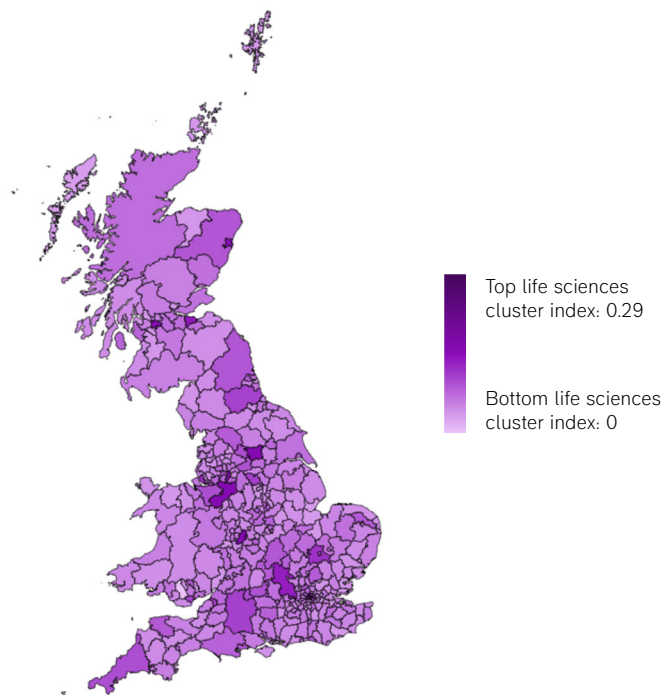 Top life sciences
cluster index: 0.29
Bottom life sciences
cluster index: 0